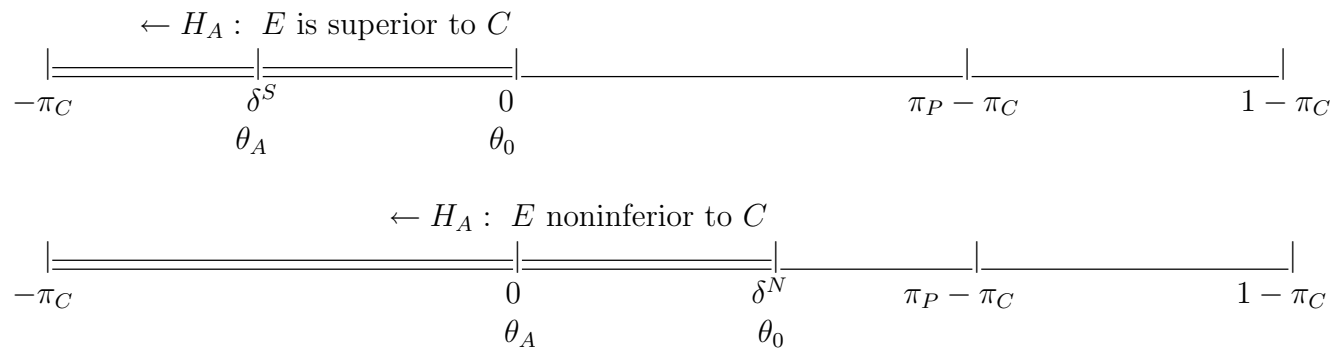 ← H_A : E is superior to C
−π_C δ^S 0 π_P − π_C 1 − π_C
θ_A θ_0
← H_A : E noninferior to C
−π_C 0 δ^N π_P − π_C 1 − π_C
θ_A θ_0